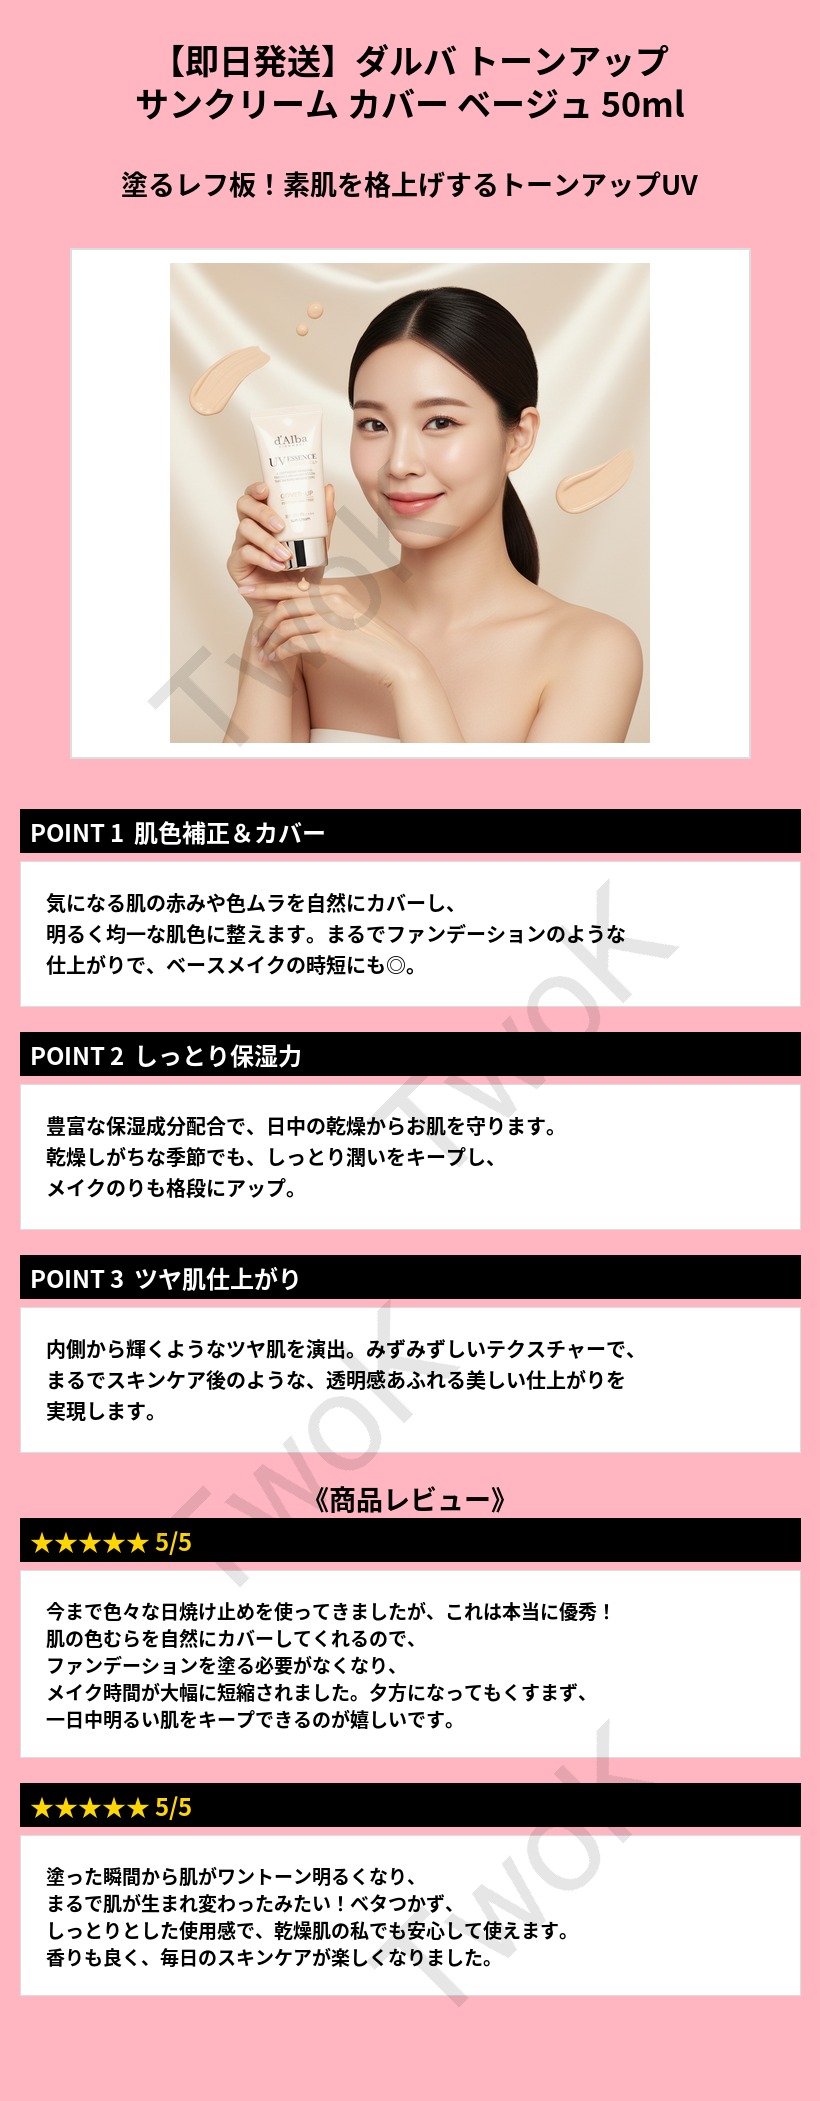 【即日発送】ダルバ トーンアップ
サンクリーム カバー ベージュ 50ml
塗るレフ板！素肌を格上げするトーンアップUV
d'Alba
UV ESSENCE
COVER-UP
TwoK
POINT 1 肌色補正＆カバー
気になる肌の赤みや色ムラを自然にカバーし、
明るく均一な肌色に整えます。まるでファンデーションのような
仕上がりで、ベースメイクの時短にも◎。
TwoK
POINT 2 しっとり保湿力
豊富な保湿成分配合で、日中の乾燥からお肌を守ります。
乾燥しがちな季節でも、しっとり潤いをキープし、
メイクのりも格段にアップ。
POINT 3 ツヤ肌仕上がり
内側から輝くようなツヤ肌を演出。みずみずしいテクスチャーで、
まるでスキンケア後のような、透明感あふれる美しい仕上がりを
実現します。
TwoK
《商品レビュー》
★★★★★ 5/5
今まで色々な日焼け止めを使ってきましたが、これは本当に優秀！
肌の色むらを自然にカバーしてくれるので、
ファンデーションを塗る必要がなくなり、
メイク時間が大幅に短縮されました。夕方になってもくすまず、
一日中明るい肌をキープできるのが嬉しいです。
★★★★★ 5/5
塗った瞬間から肌がワントーン明るくなり、
まるで肌が生まれ変わったみたい！ベタつかず、
しっとりとした使用感で、乾燥肌の私でも安心して使えます。
香りも良く、毎日のスキンケアが楽しくなりました。
TwoK